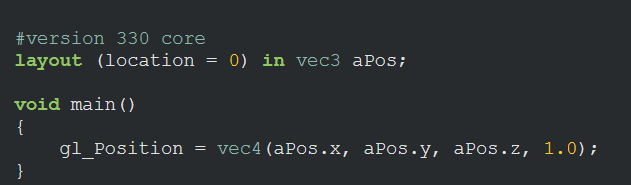 #version 330 core
layout (location = 0) in vec3 aPos;
void main()
{
    gl_Position = vec4(aPos.x, aPos.y, aPos.z, 1.0);
}